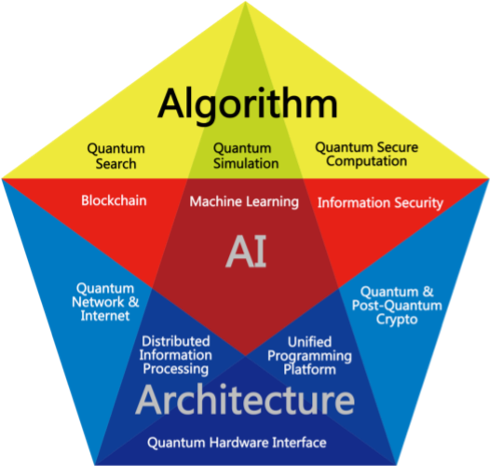 Algorithm
Quantum
Search
Quantum
Simulation
Quantum Secure
Computation
Blockchain
Machine Learning
Information Security
AI
Quantum
Network &
Internet
Quantum &
Post-Quantum
Crypto
Distributed
Information
Processing
Unified
Programming
Platform
Architecture
Quantum Hardware Interface